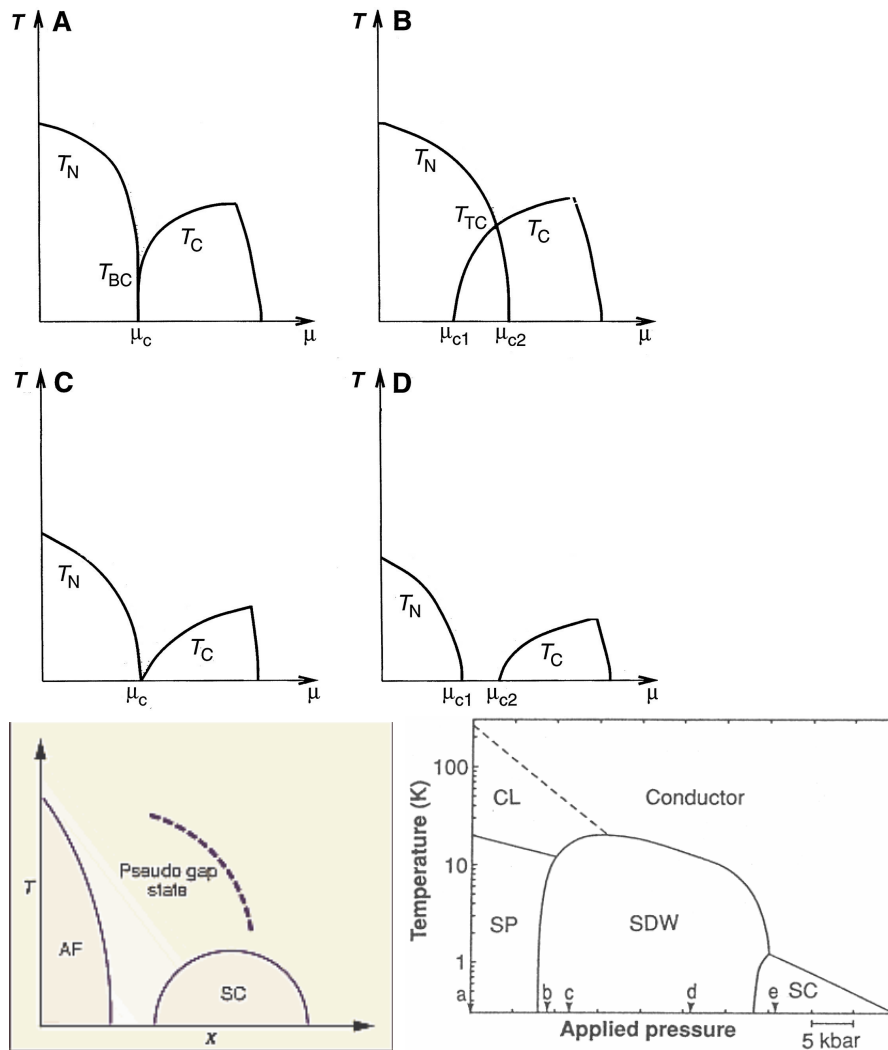 T A
T_N
T_BC
T_C
μ_c μ
T B
T_N
T_TC
T_C
μ_c1 μ_c2 μ
T C
T_N
T_C
μ_c μ
T D
T_N
T_C
μ_c1 μ_c2 μ
T
Pseudo gap
state
AF
SC
x
Temperature (K)
100
10
1
CL
Conductor
SP
SDW
SC
a b c d e
Applied pressure
5 kbar